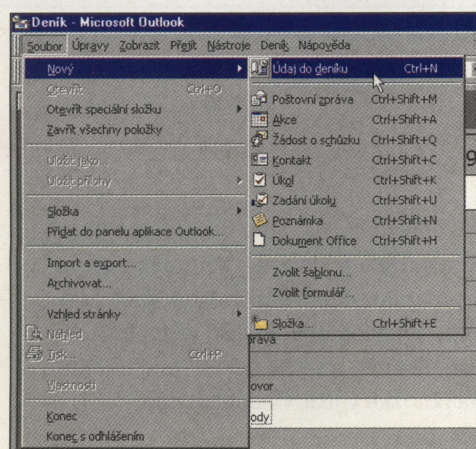 Deník - Microsoft Outlook
Soubor Úpravy Zobrazit Přejít Nástroje Deník Nápověda
Nový
Otevřít... Ctrl+O
Otevřít speciální složku
Zavřít všechny položky
Uložit jako...
Uložit přílohy
Složka
Přidat do panelu aplikace Outlook...
Import a export...
Archivovat...
Vzhled stránky
Náhled
Tisk... Ctrl+P
Vlastnosti
Konec
Konec s odhlášením
Údaj do deníku Ctrl+N
Poštovní zpráva Ctrl+Shift+M
Akce Ctrl+Shift+A
Žádost o schůzku Ctrl+Shift+Q
Kontakt Ctrl+Shift+C
Úkol Ctrl+Shift+K
Zadání úkolu Ctrl+Shift+U
Poznámka Ctrl+Shift+N
Dokument Office Ctrl+Shift+H
Zvolit šablonu...
Zvolit formulář...
Složka... Ctrl+Shift+E
9
ovor
ody